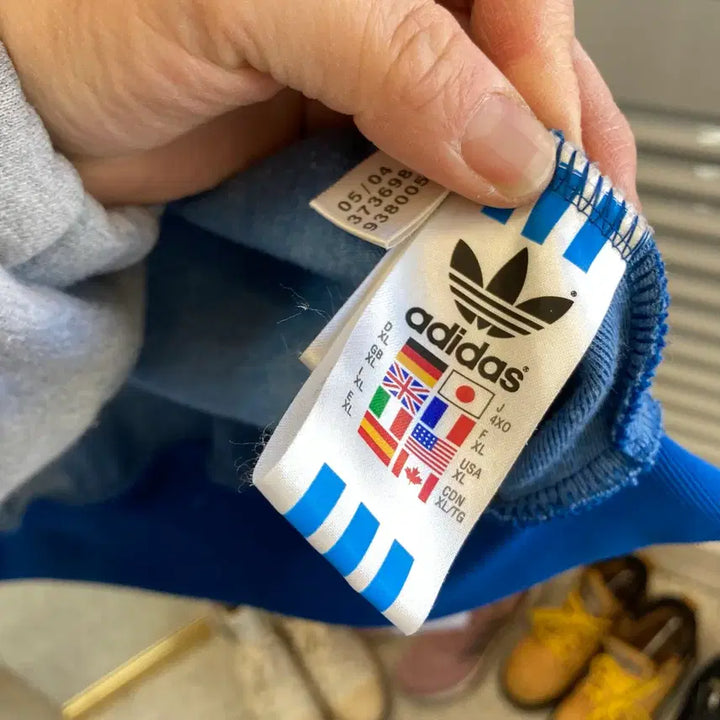 05/04
373698
938005
adidas
D
XL
GB
XL
I
XL
E
XL
J
4XO
F
XL
USA
XL
CDN
XL/TG